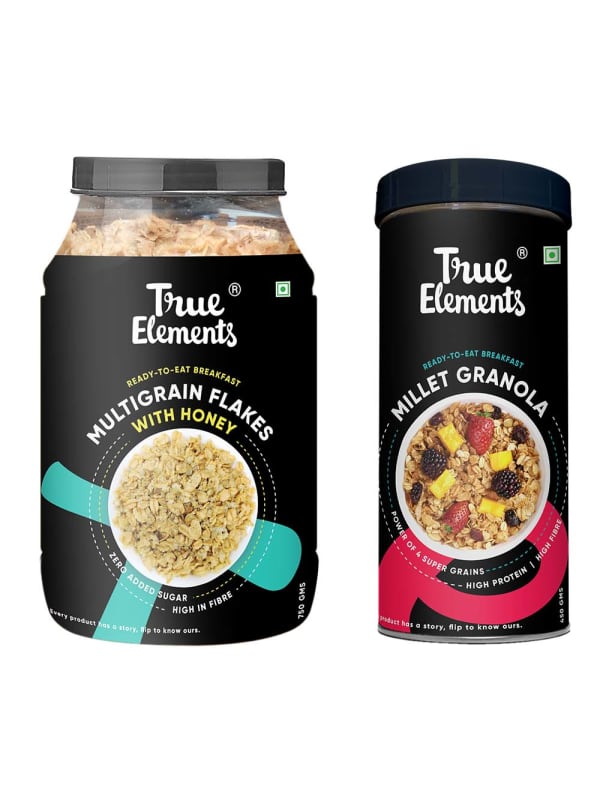 True ®
Elements
READY-TO-EAT BREAKFAST
MULTIGRAIN FLAKES
WITH HONEY
ZERO ADDED SUGAR
HIGH IN FIBRE
750 GMS
Every product has a story, flip to know ours.
True ®
Elements
READY-TO-EAT BREAKFAST
MILLET GRANOLA
POWER OF 4 SUPER GRAINS
HIGH PROTEIN | HIGH FIBRE
450 GMS
product has a story, flip to know ours.